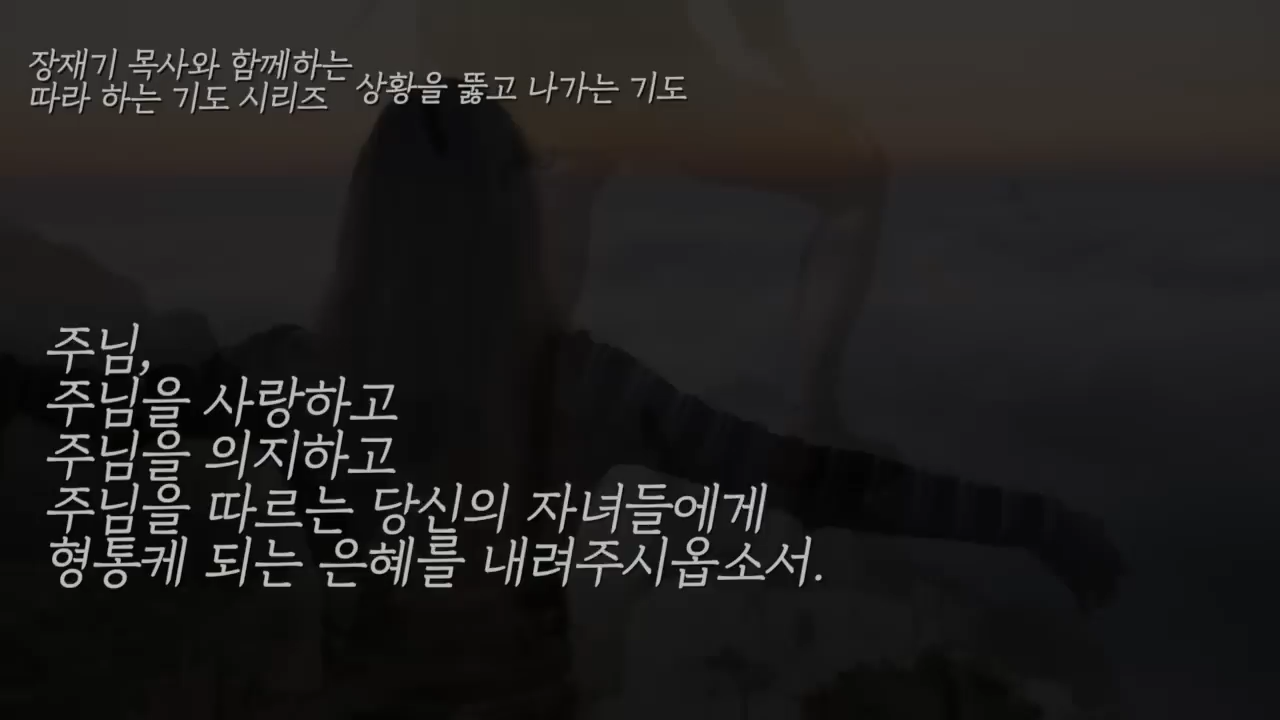 장재기 목사와 함께하는
따라 하는 기도 시리즈
상황을 뚫고 나가는 기도
주님,
주님을 사랑하고
주님을 의지하고
주님을 따르는 당신의 자녀들에게
형통케 되는 은혜를 내려주시옵소서.